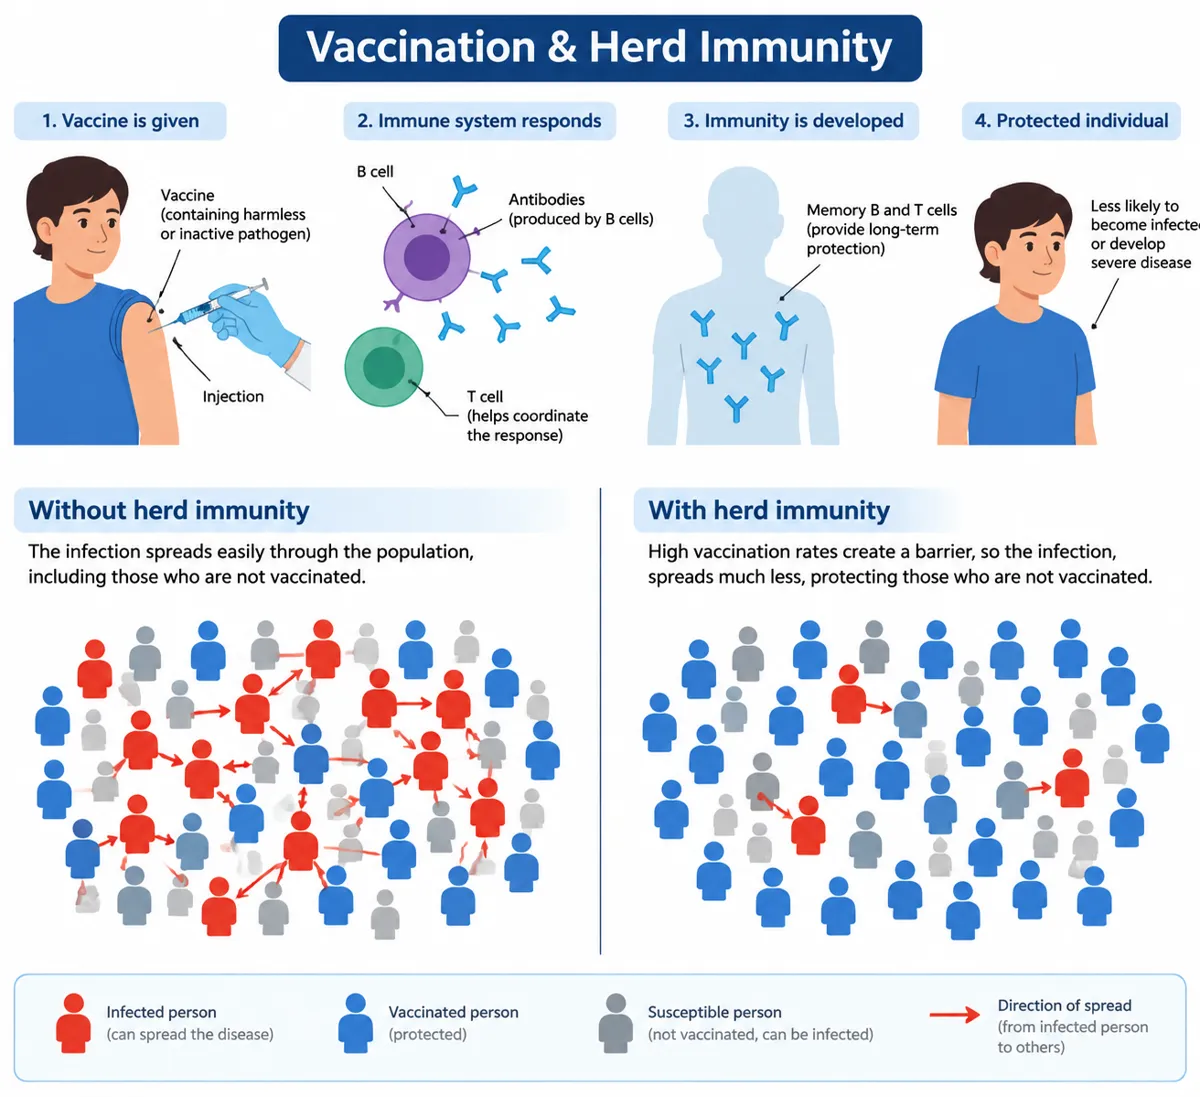 Vaccination & Herd Immunity
1. Vaccine is given
Vaccine
(containing harmless
or inactive pathogen)
Injection
2. Immune system responds
B cell
Antibodies
(produced by B cells)
T cell
(helps coordinate
the response)
3. Immunity is developed
Memory B and T cells
(provide long-term
protection)
4. Protected individual
Less likely to
become infecte
or develop
severe disease
Without herd immunity
The infection spreads easily through the population,
including those who are not vaccinated.
With herd immunity
High vaccination rates create a barrier, so the infection,
spreads much less, protecting those who are not vaccinated.
Infected person
(can spread the disease)
Vaccinated person
(protected)
Susceptible person
(not vaccinated, can be infected)
Direction of spread
(from infected person
to others)